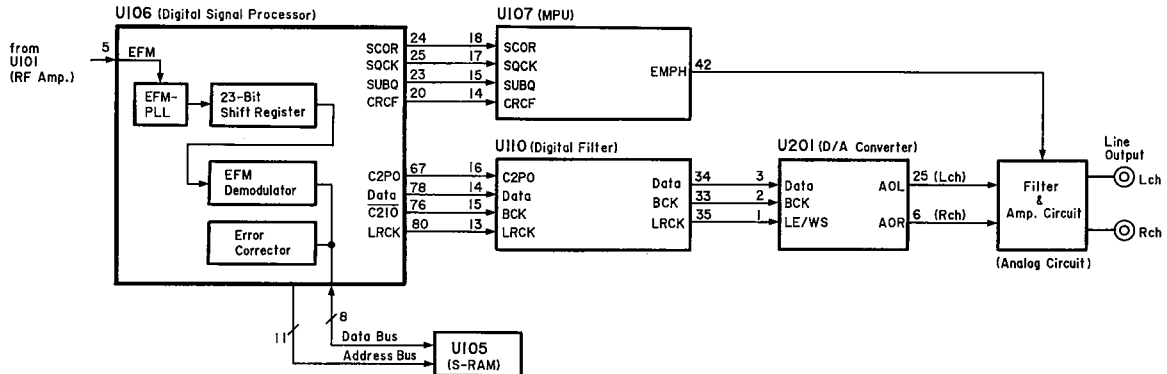 U106 (Digital Signal Processor)
from
U101
(RF Amp.)
5
EFM
EFM-
PLL
23-Bit
Shift Register
EFM
Demodulator
Error
Corrector
SCOR 24 18 SCOR
SQCK 25 17 SQCK
SUBQ 23 15 SUBQ
CRCF 20 14 CRCF
U107 (MPU)
EMPH 42
C2PO 67 16 C2PO
Data 78 14 Data
C210 76 15 BCK
LRCK 80 13 LRCK
U110 (Digital Filter)
Data 34 3 Data
BCK 33 2 BCK
LRCK 35 1 LE/WS
U201 (D/A Converter)
AOL 25 (Lch)
AOR 6 (Rch)
Filter
&
Amp. Circuit
(Analog Circuit)
Line
Output
Lch
Rch
11
8
Data Bus
Address Bus
U105
(S-RAM)